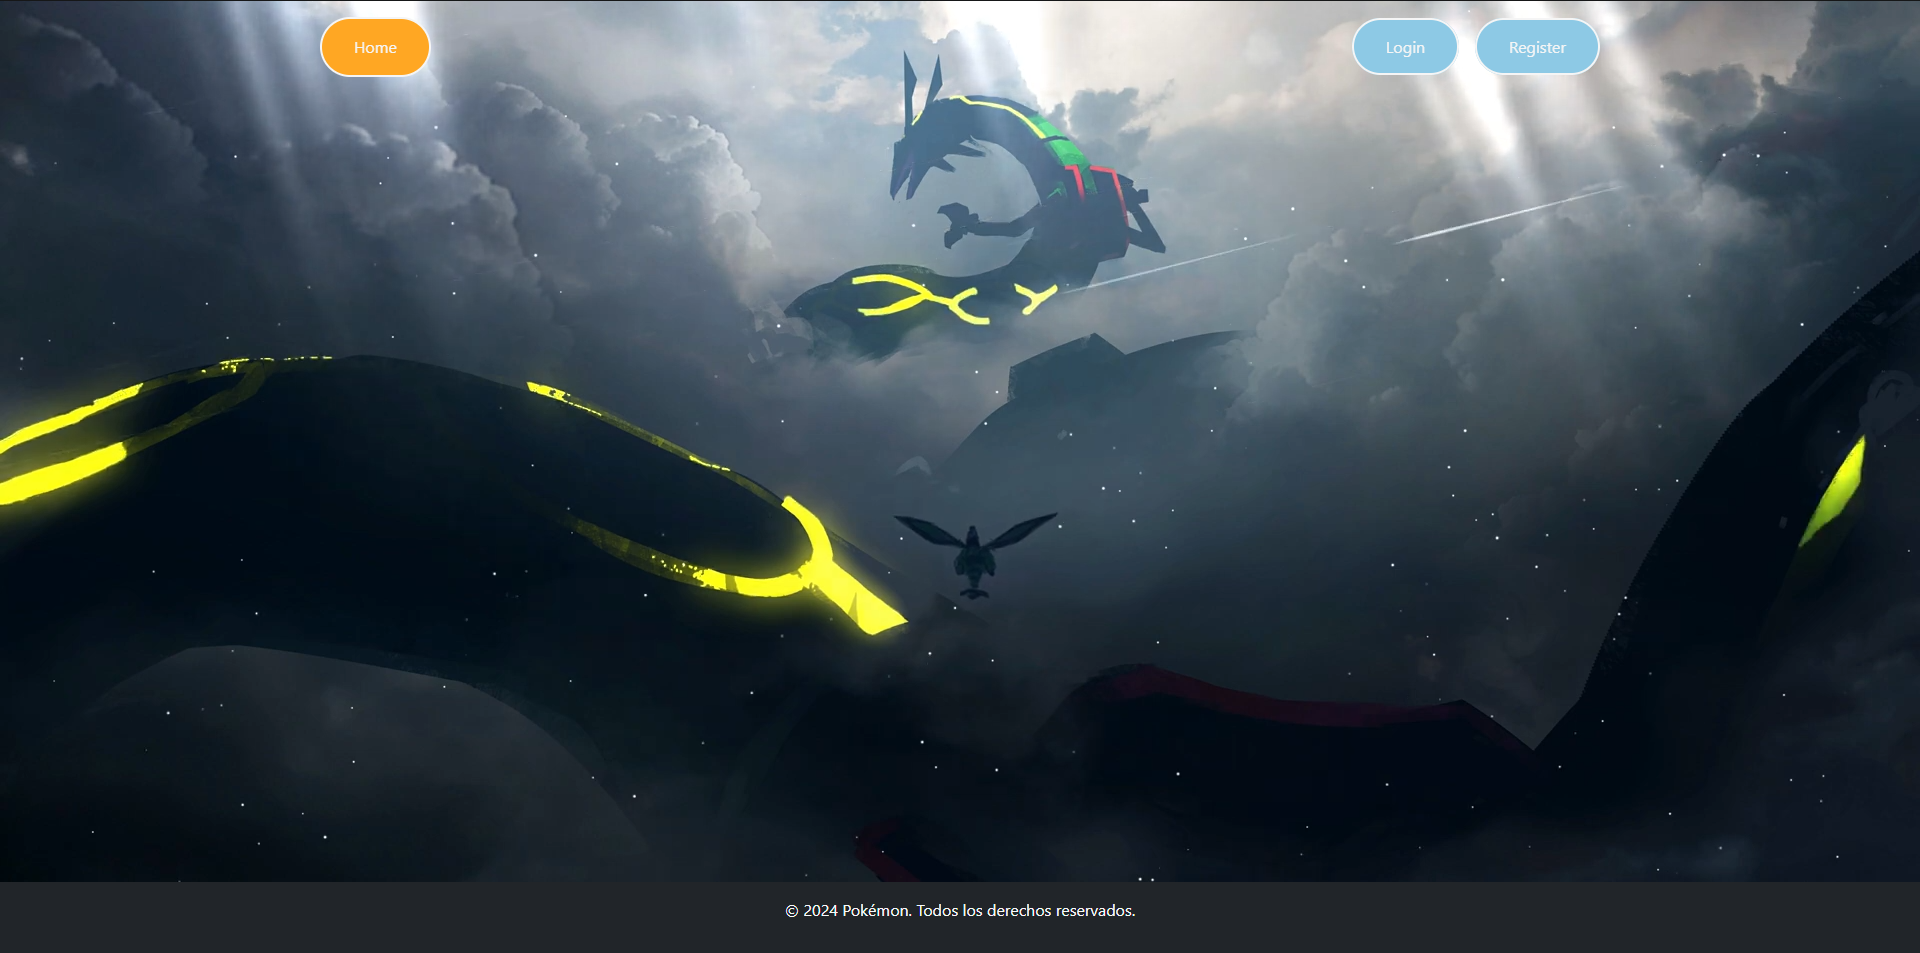 Home
Login
Register
© 2024 Pokémon. Todos los derechos reservados.